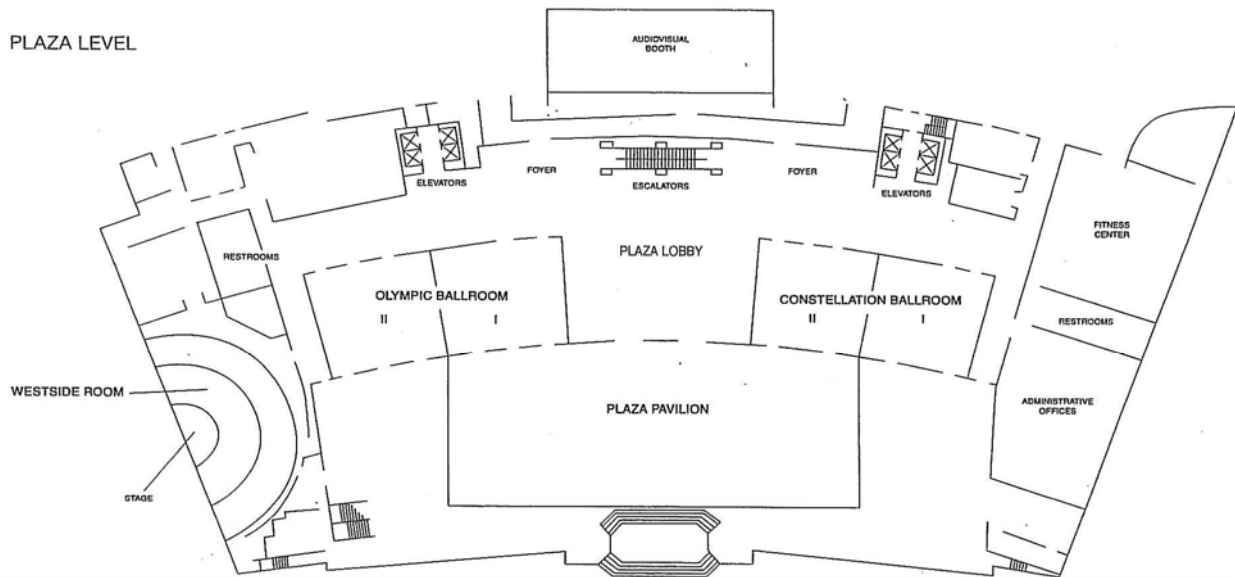 PLAZA LEVEL
AUDIOVISUAL
BOOTH
ELEVATORS
FOYER
ESCALATORS
FOYER
ELEVATORS
FITNESS
CENTER
RESTROOMS
PLAZA LOBBY
OLYMPIC BALLROOM
II
I
CONSTELLATION BALLROOM
II
I
RESTROOMS
WESTSIDE ROOM
PLAZA PAVILION
ADMINISTRATIVE
OFFICES
STAGE